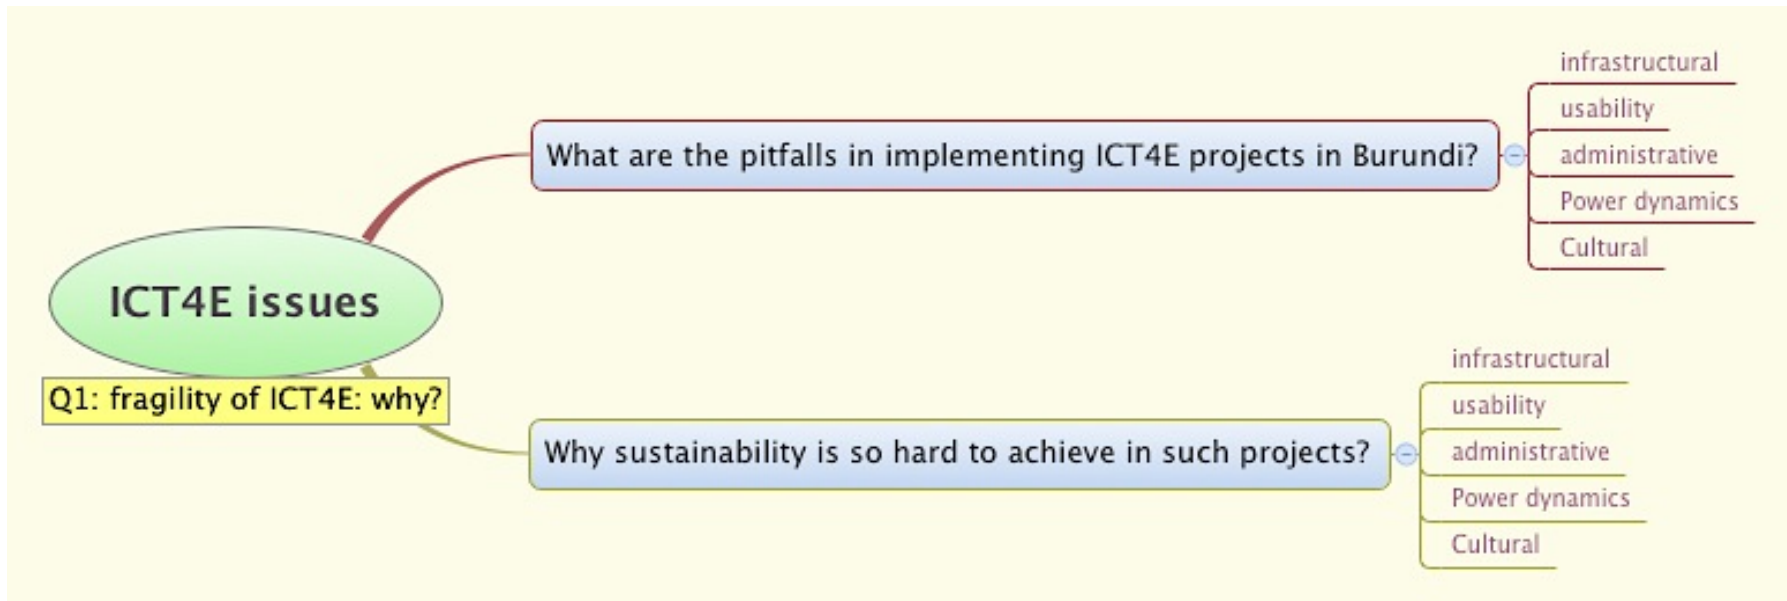 ICT4E issues
Q1: fragility of ICT4E: why?
What are the pitfalls in implementing ICT4E projects in Burundi?
infrastructural
usability
administrative
Power dynamics
Cultural
Why sustainability is so hard to achieve in such projects?
infrastructural
usability
administrative
Power dynamics
Cultural